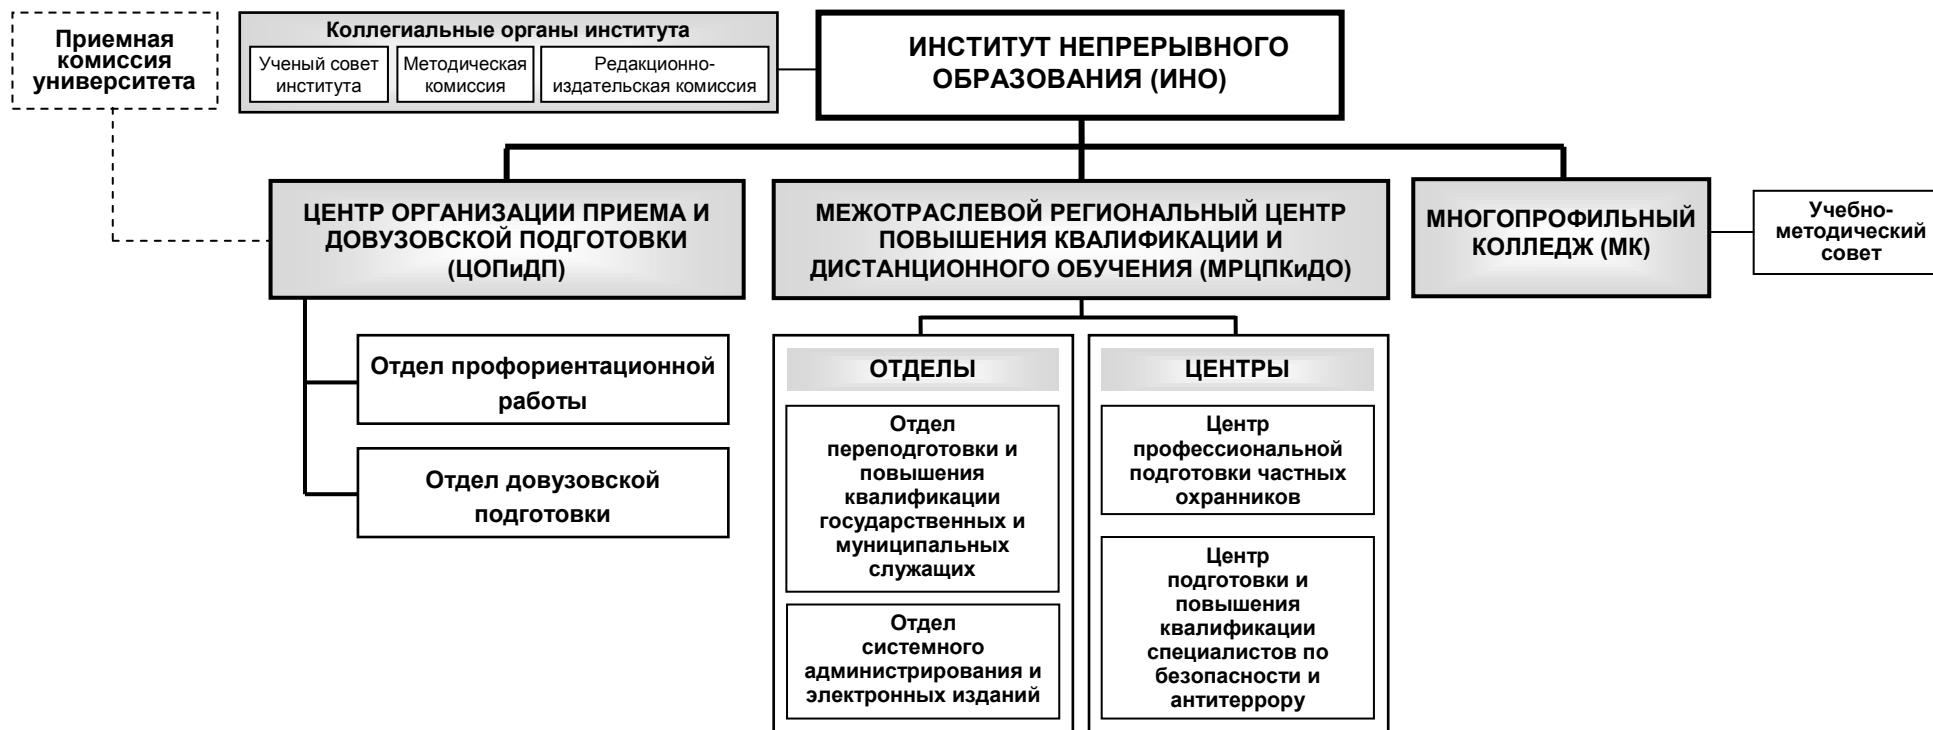 Приемная
комиссия
университета
Коллегиальные органы института
Ученый совет
института
Методическая
комиссия
Редакционно-
издательская комиссия
ИНСТИТУТ НЕПРЕРЫВНОГО
ОБРАЗОВАНИЯ (ИНО)
ЦЕНТР ОРГАНИЗАЦИИ ПРИЕМА И
ДОВУЗОВСКОЙ ПОДГОТОВКИ
(ЦОПиДП)
МЕЖОТРАСЛЕВОЙ РЕГИОНАЛЬНЫЙ ЦЕНТР
ПОВЫШЕНИЯ КВАЛИФИКАЦИИ И
ДИСТАНЦИОННОГО ОБУЧЕНИЯ (МРЦПКиДО)
МНОГОПРОФИЛЬНЫЙ
КОЛЛЕДЖ (МК)
Учебно-
методический
совет
Отдел профориентационной
работы
Отдел довузовской
подготовки
ОТДЕЛЫ
Отдел
переподготовки и
повышения
квалификации
государственных и
муниципальных
служащих
Отдел
системного
администрирования и
электронных изданий
ЦЕНТРЫ
Центр
профессиональной
подготовки частных
охранников
Центр
подготовки и
повышения
квалификации
специалистов по
безопасности и
антитеррору